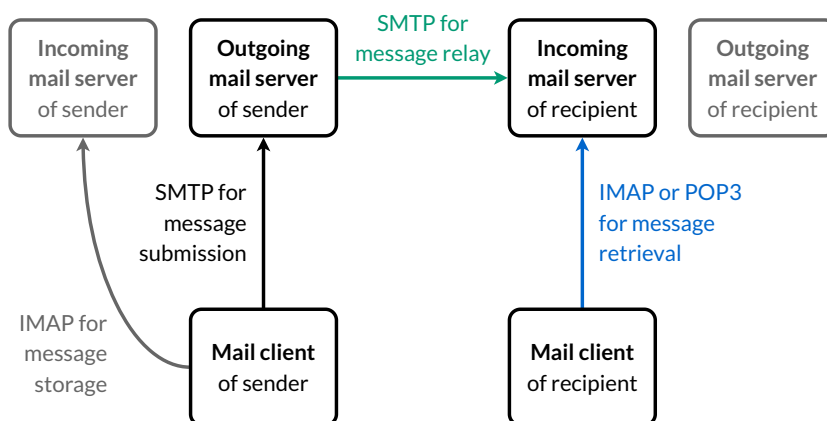 SMTP for
message relay
Incoming
mail server
of sender
Outgoing
mail server
of sender
Incoming
mail server
of recipient
Outgoing
mail server
of recipient
SMTP for
message
submission
IMAP or POP3
for message
retrieval
IMAP for
message
storage
Mail client
of sender
Mail client
of recipient